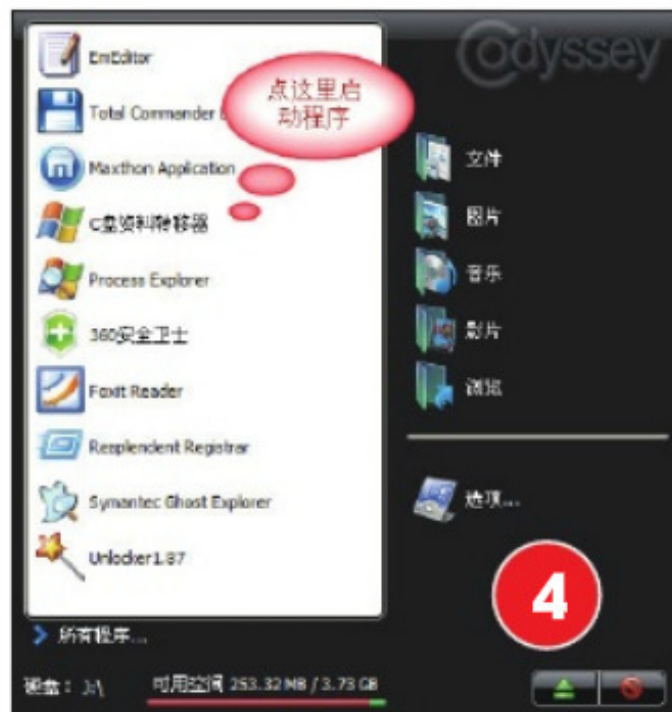 Odyssey
EmEditor
Total Commander
点这里启
动程序
Maxthon Application
C盘资料转移器
Process Explorer
360安全卫士
Foxit Reader
Resplendent Registrar
Symantec Ghost Explorer
Unlocker1.87
所有程序...
文件
图片
音乐
影片
浏览
选项...
4
硬盘: J:\
可用空间 253.32 MB / 3.73 GB